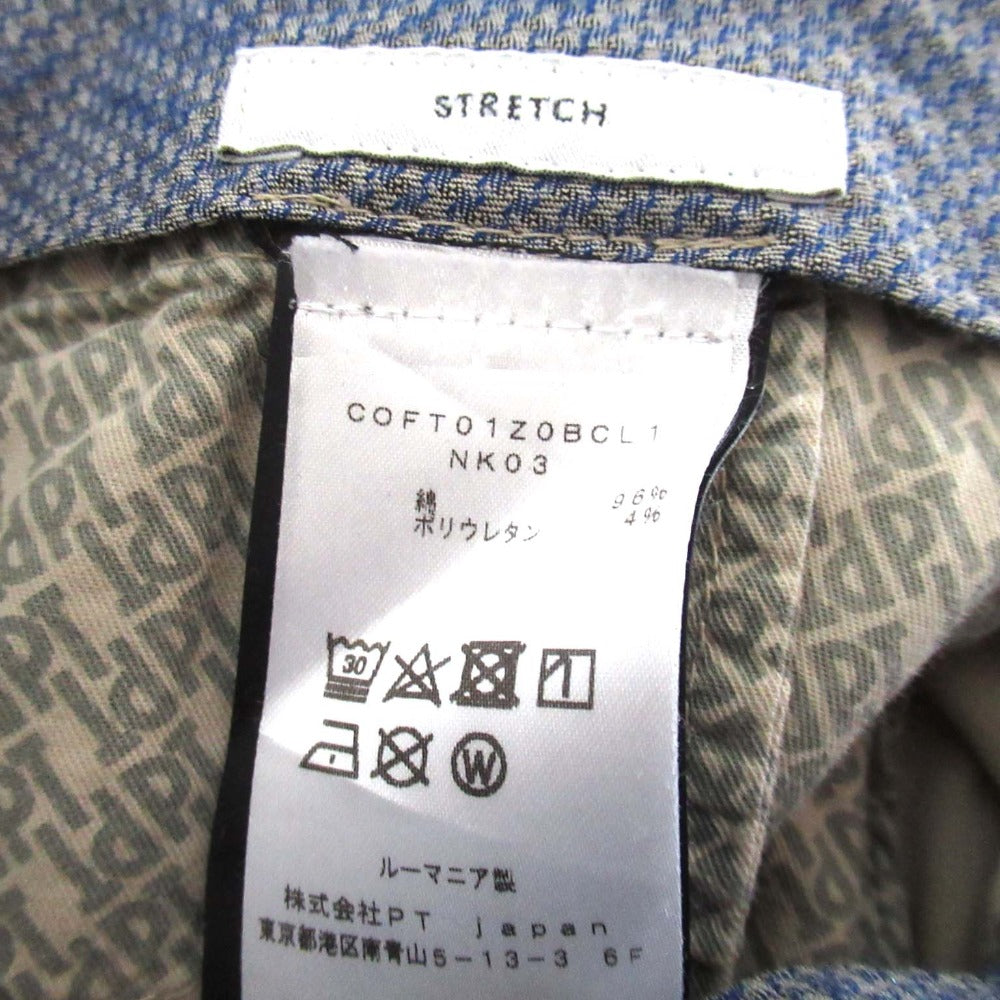 STRETCH
COFT01Z0BCL1
NK03
綿 96%
ポリウレタン 4%
30
W
ルーマニア製
株式会社PT japan
東京都港区南青山5-13-3 6F